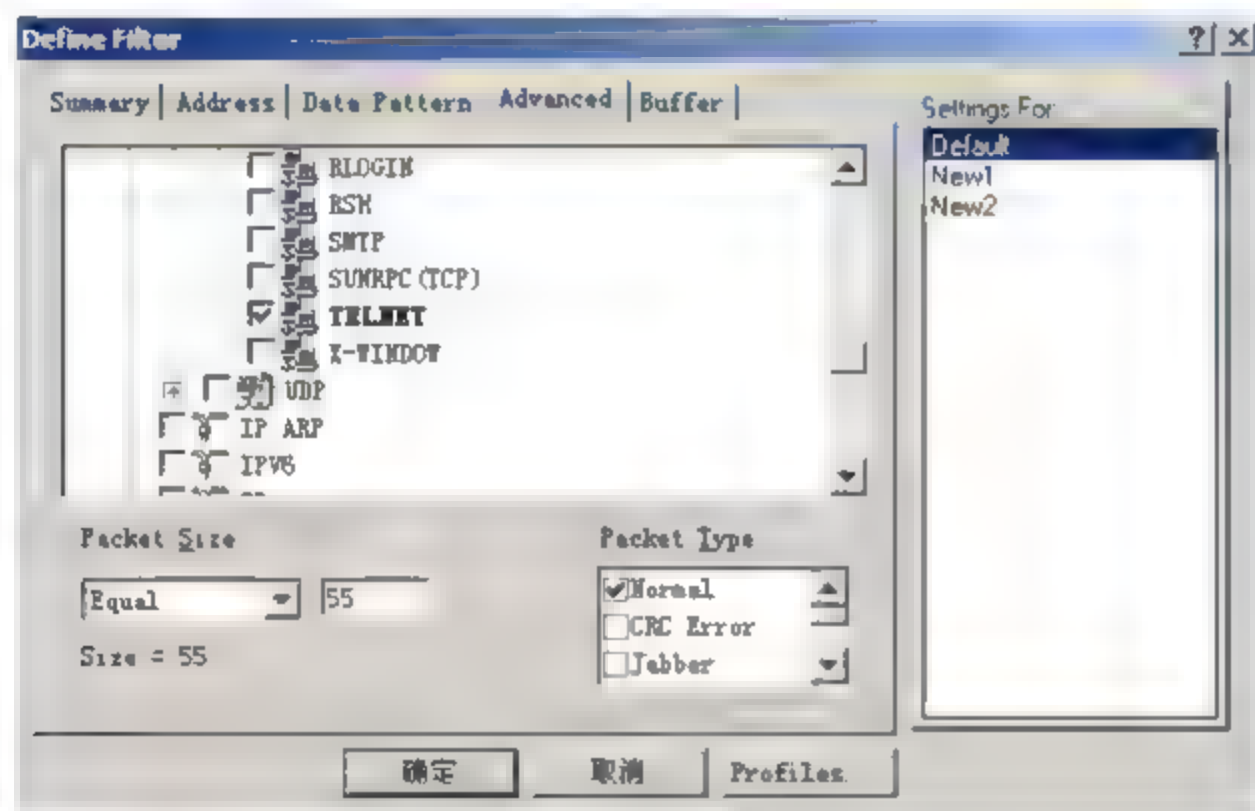 Define Filter
Summary | Address | Data Pattern Advanced | Buffer |
Settings For:
Default
New1
New2
RLOGIN
RSH
SMTP
SUNRPC (TCP)
TELNET
X-WINDOW
UDP
IP ARP
IPV6
Packet Size
Equal 55
Size = 55
Packet Type
Normal
CRC Error
Jabber
确定 取消 Profiles.